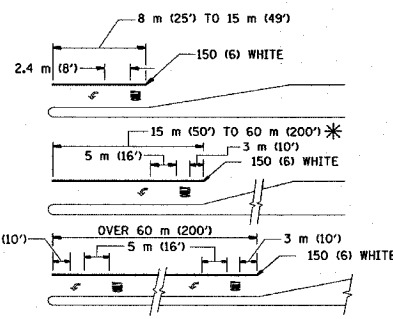 8 m (25') TO 15 m (49')
150 (6) WHITE
2.4 m (8')
15 m (50') TO 60 m (200') ✳
5 m (16')
3 m (10')
150 (6) WHITE
OVER 60 m (200')
(10')
5 m (16')
3 m (10')
150 (6) WHITE